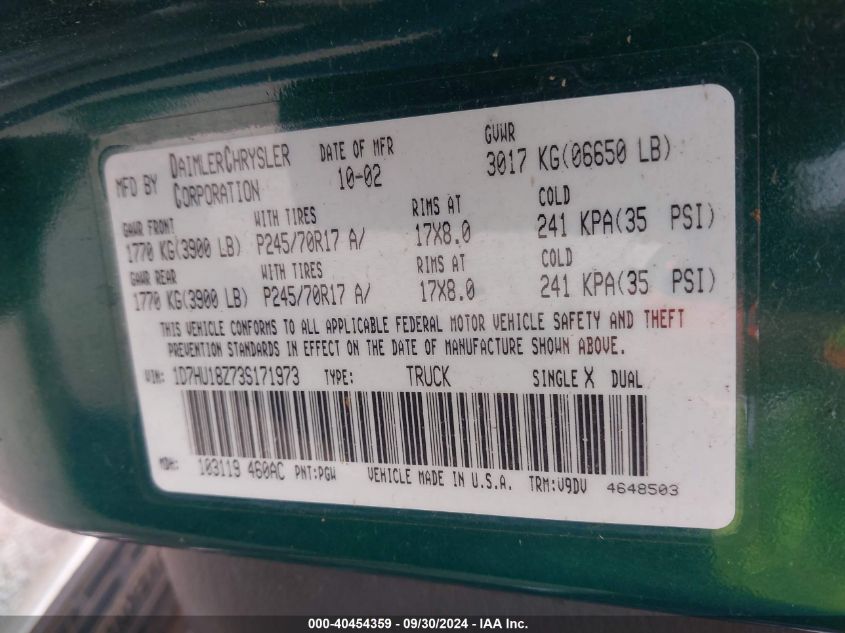 MFD BY DAIMLERCHRYSLER CORPORATION DATE OF MFR 10-02 GVWR 3017 KG(06650 LB)
GAWR FRONT WITH TIRES RIMS AT COLD
1770 KG(3900 LB) P245/70R17 A/ 17X8.0 241 KPA(35 PSI)
GAWR REAR WITH TIRES RIMS AT COLD
1770 KG(3900 LB) P245/70R17 A/ 17X8.0 241 KPA(35 PSI)
THIS VEHICLE CONFORMS TO ALL APPLICABLE FEDERAL MOTOR VEHICLE SAFETY AND THEFT
PREVENTION STANDARDS IN EFFECT ON THE DATE OF MANUFACTURE SHOWN ABOVE.
VIN: 1D7HU18Z73S171973 TYPE: TRUCK SINGLE X DUAL
MDH: 103119 460AC PNT:PGW VEHICLE MADE IN U.S.A. TRM:V9DV 4648503
000-40454359 - 09/30/2024 - IAA Inc.